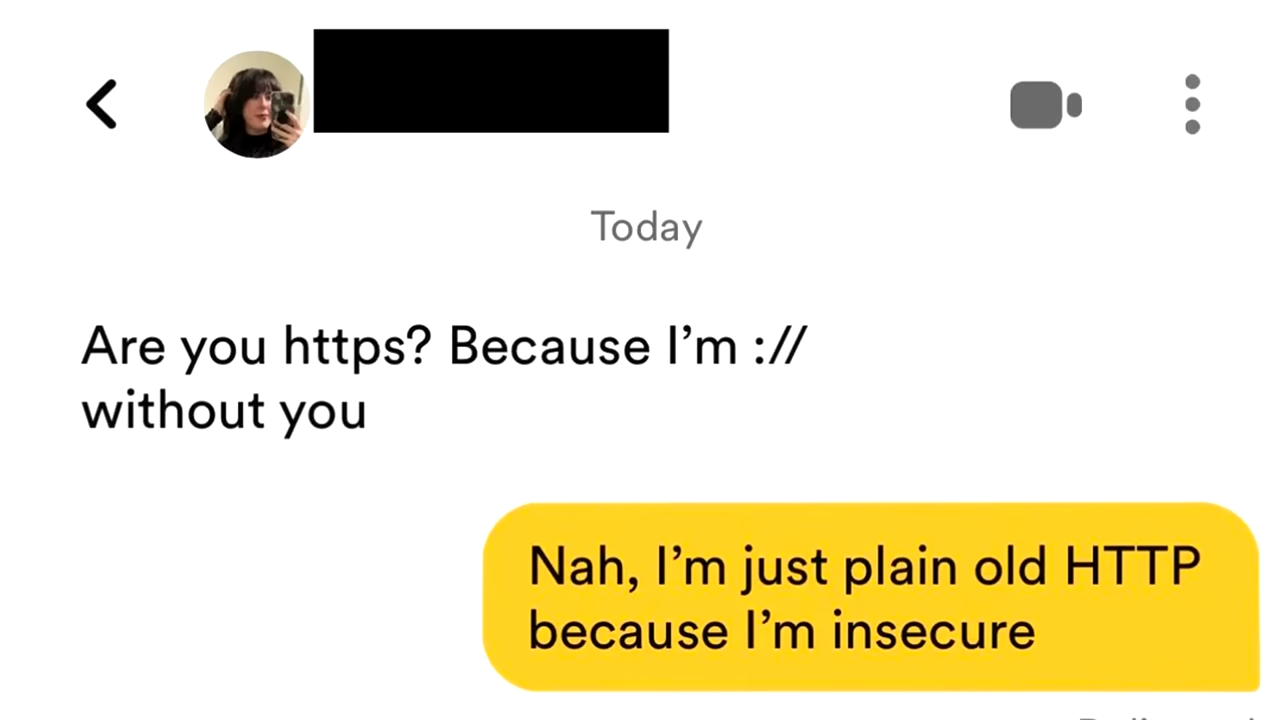 Today
Are you https? Because I’m ://
without you
Nah, I’m just plain old HTTP
because I’m insecure